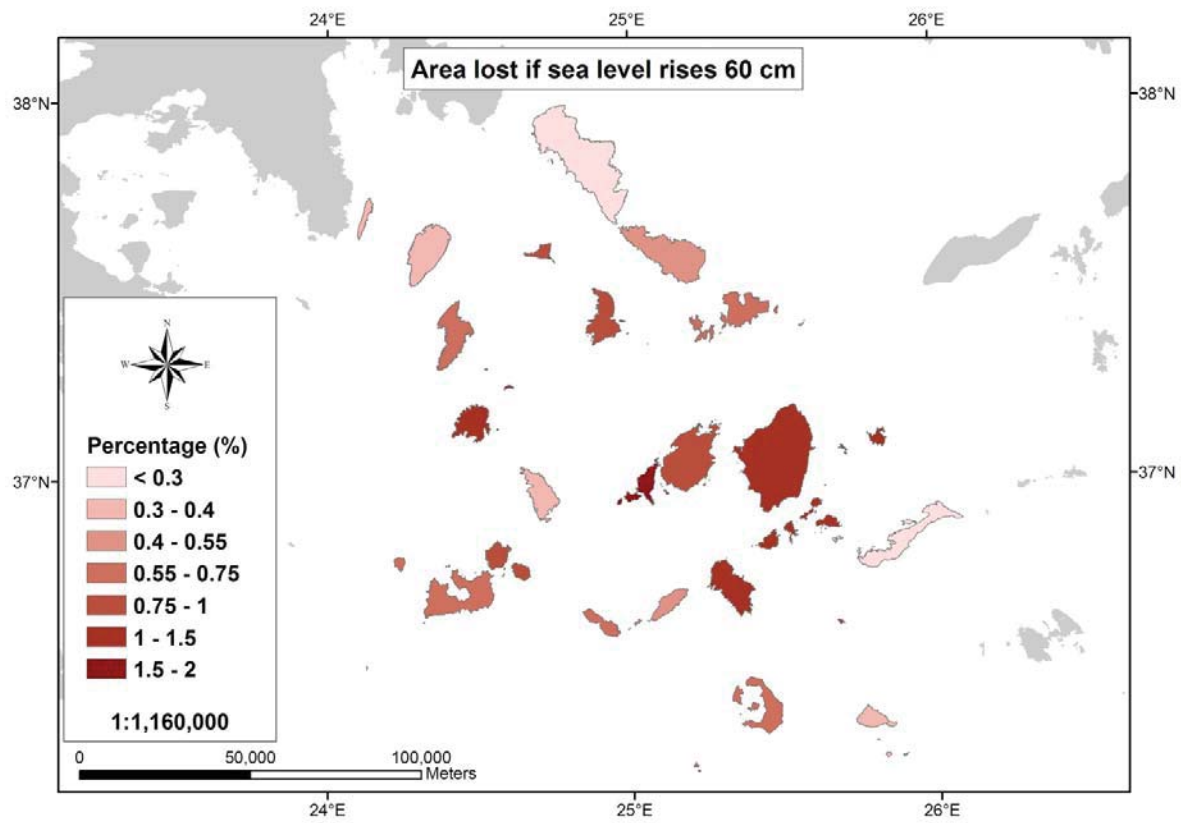 24°E 25°E 26°E
Area lost if sea level rises 60 cm
38°N 38°N
N
W E
S
Percentage (%)
< 0.3
0.3 - 0.4
37°N 37°N
0.4 - 0.55
0.55 - 0.75
0.75 - 1
1 - 1.5
1.5 - 2
1:1,160,000
0 50,000 100,000
Meters
24°E 25°E 26°E